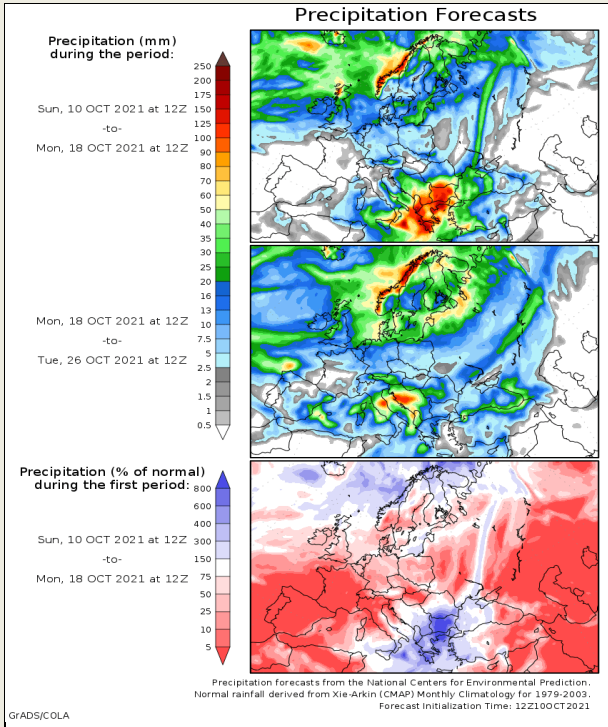 Precipitation Forecasts
Precipitation (mm)
during the period:
Sun, 10 OCT 2021 at 12Z
-to-
Mon, 18 OCT 2021 at 12Z
250
200
175
150
125
100
90
80
70
60
50
40
35
30
25
20
16
13
10
7.5
5
2.5
2
1.5
1
0.5
Mon, 18 OCT 2021 at 12Z
-to-
Tue, 26 OCT 2021 at 12Z
Precipitation (% of normal)
during the first period:
Sun, 10 OCT 2021 at 12Z
-to-
Mon, 18 OCT 2021 at 12Z
800
600
400
300
150
75
50
25
10
5
Precipitation forecasts from the National Centers for Environmental Prediction.
Normal rainfall derived from Xie-Arkin (CMAP) Monthly Climatology for 1979-2003.
Forecast Initialization Time: 12Z10OCT2021
GrADS/COLA